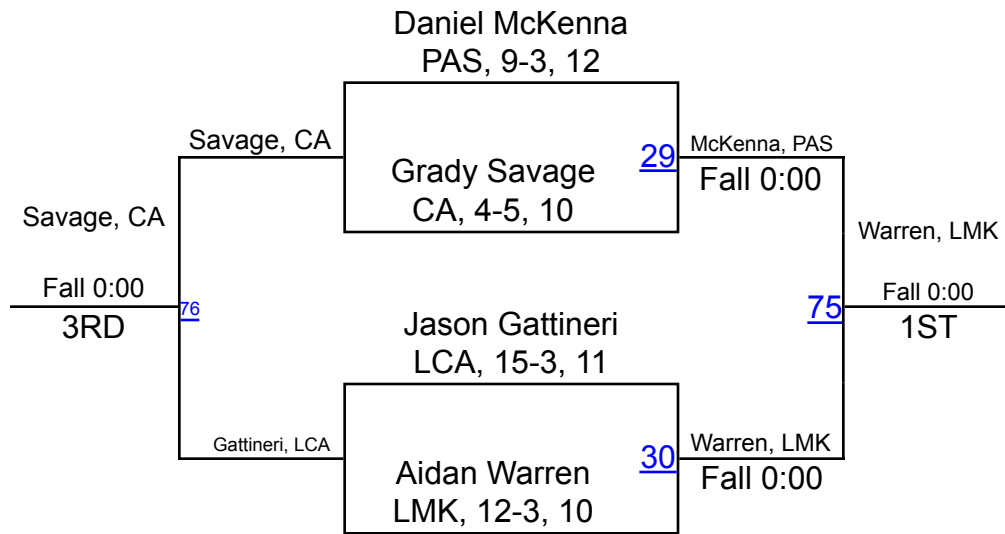 Daniel McKenna
PAS, 9-3, 12
Savage, CA
29
McKenna, PAS
Grady Savage
Fall 0:00
CA, 4-5, 10
Savage, CA
Warren, LMK
Fall 0:00
76
75
Fall 0:00
3RD
1ST
Jason Gattineri
LCA, 15-3, 11
Gattineri, LCA
30
Warren, LMK
Aidan Warren
Fall 0:00
LMK, 12-3, 10